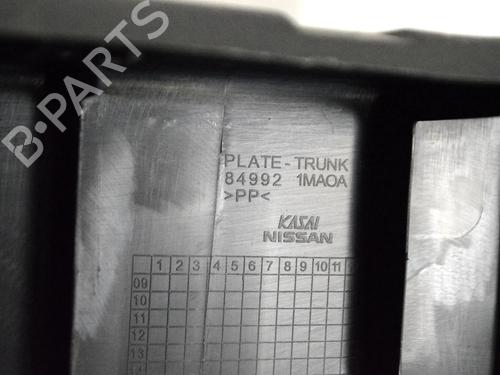 B-PARTS
PLATE-TRUNK
84992 1MA0A
>PP<
KASAI
NISSAN
1 2 3 4 5 6 7 8 9 10 11
09
10
11
12
13